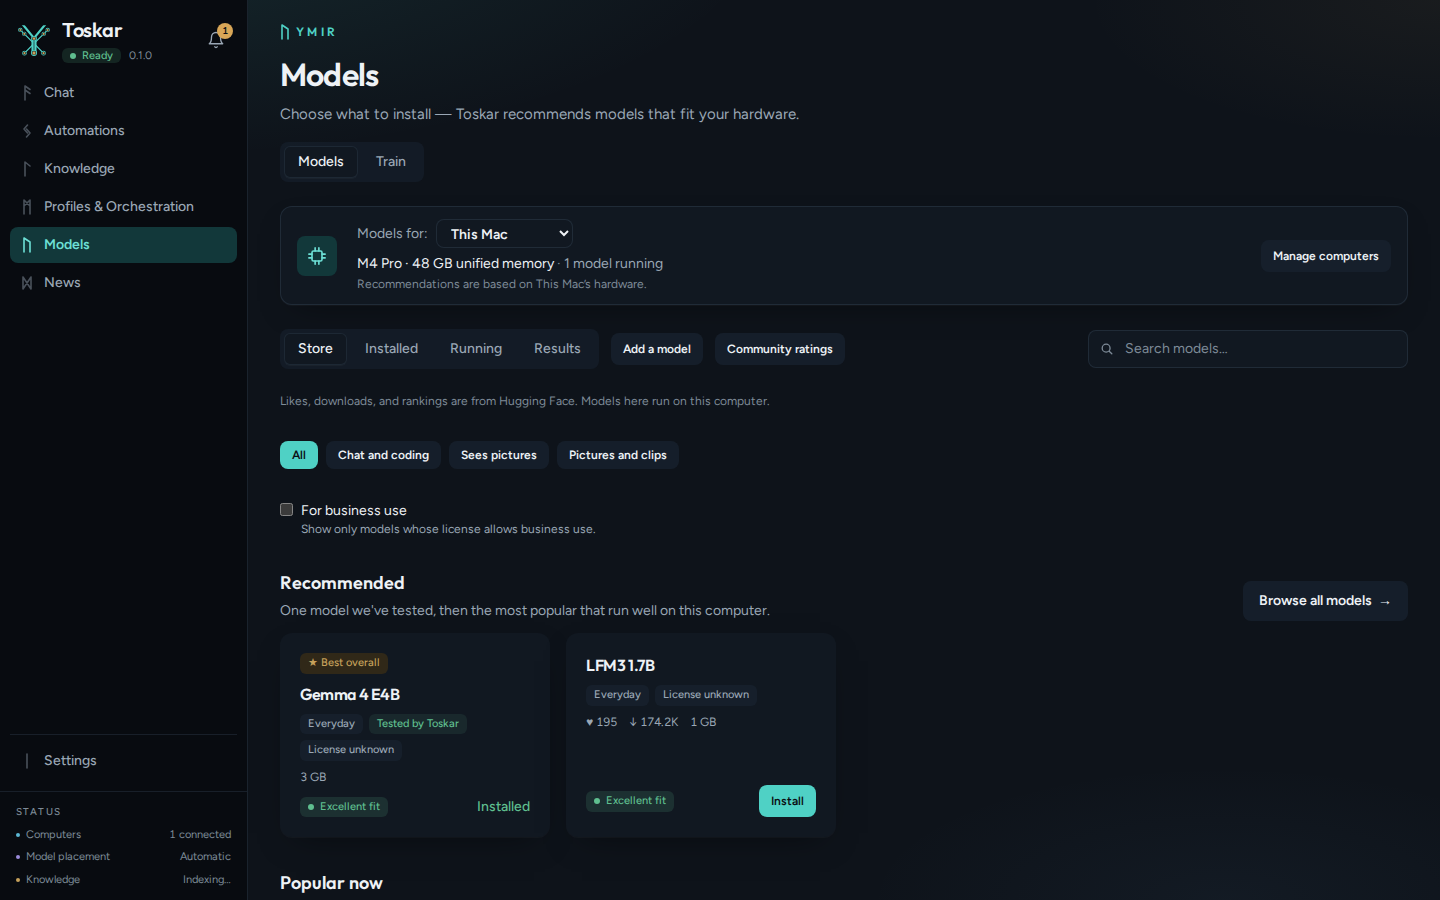 Toskar
1
Ready 0.1.0
Chat
Automations
Knowledge
Profiles & Orchestration
Models
News
Settings
STATUS
Computers 1 connected
Model placement Automatic
Knowledge Indexing...
YMIR
Models
Choose what to install — Toskar recommends models that fit your hardware.
Models Train
Models for: This Mac
M4 Pro · 48 GB unified memory · 1 model running
Recommendations are based on This Mac's hardware.
Manage computers
Store Installed Running Results Add a model Community ratings Search models...
Likes, downloads, and rankings are from Hugging Face. Models here run on this computer.
All Chat and coding Sees pictures Pictures and clips
For business use
Show only models whose license allows business use.
Recommended
One model we've tested, then the most popular that run well on this computer.
Browse all models →
★ Best overall
Gemma 4 E4B
Everyday Tested by Toskar
License unknown
3 GB
Excellent fit Installed
LFM3 1.7B
Everyday License unknown
♥ 195 ↓ 174.2K 1 GB
Excellent fit Install
Popular now